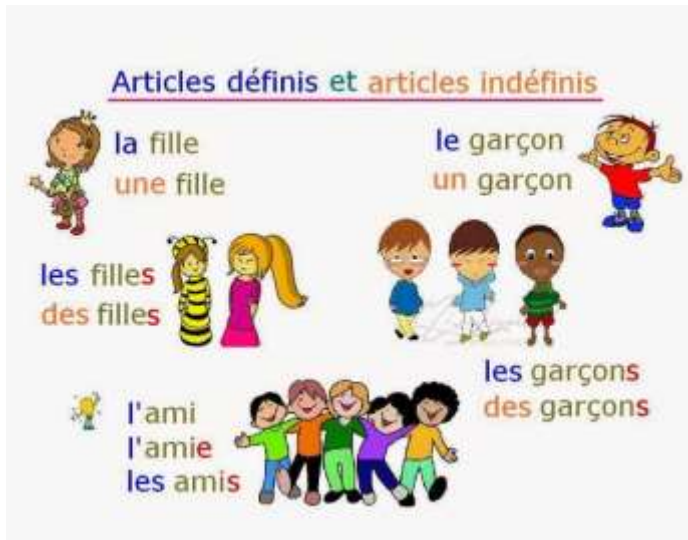 Articles définis et articles indéfinis
la fille
une fille
le garçon
un garçon
les filles
des filles
les garçons
des garçons
l'ami
l'amie
les amis